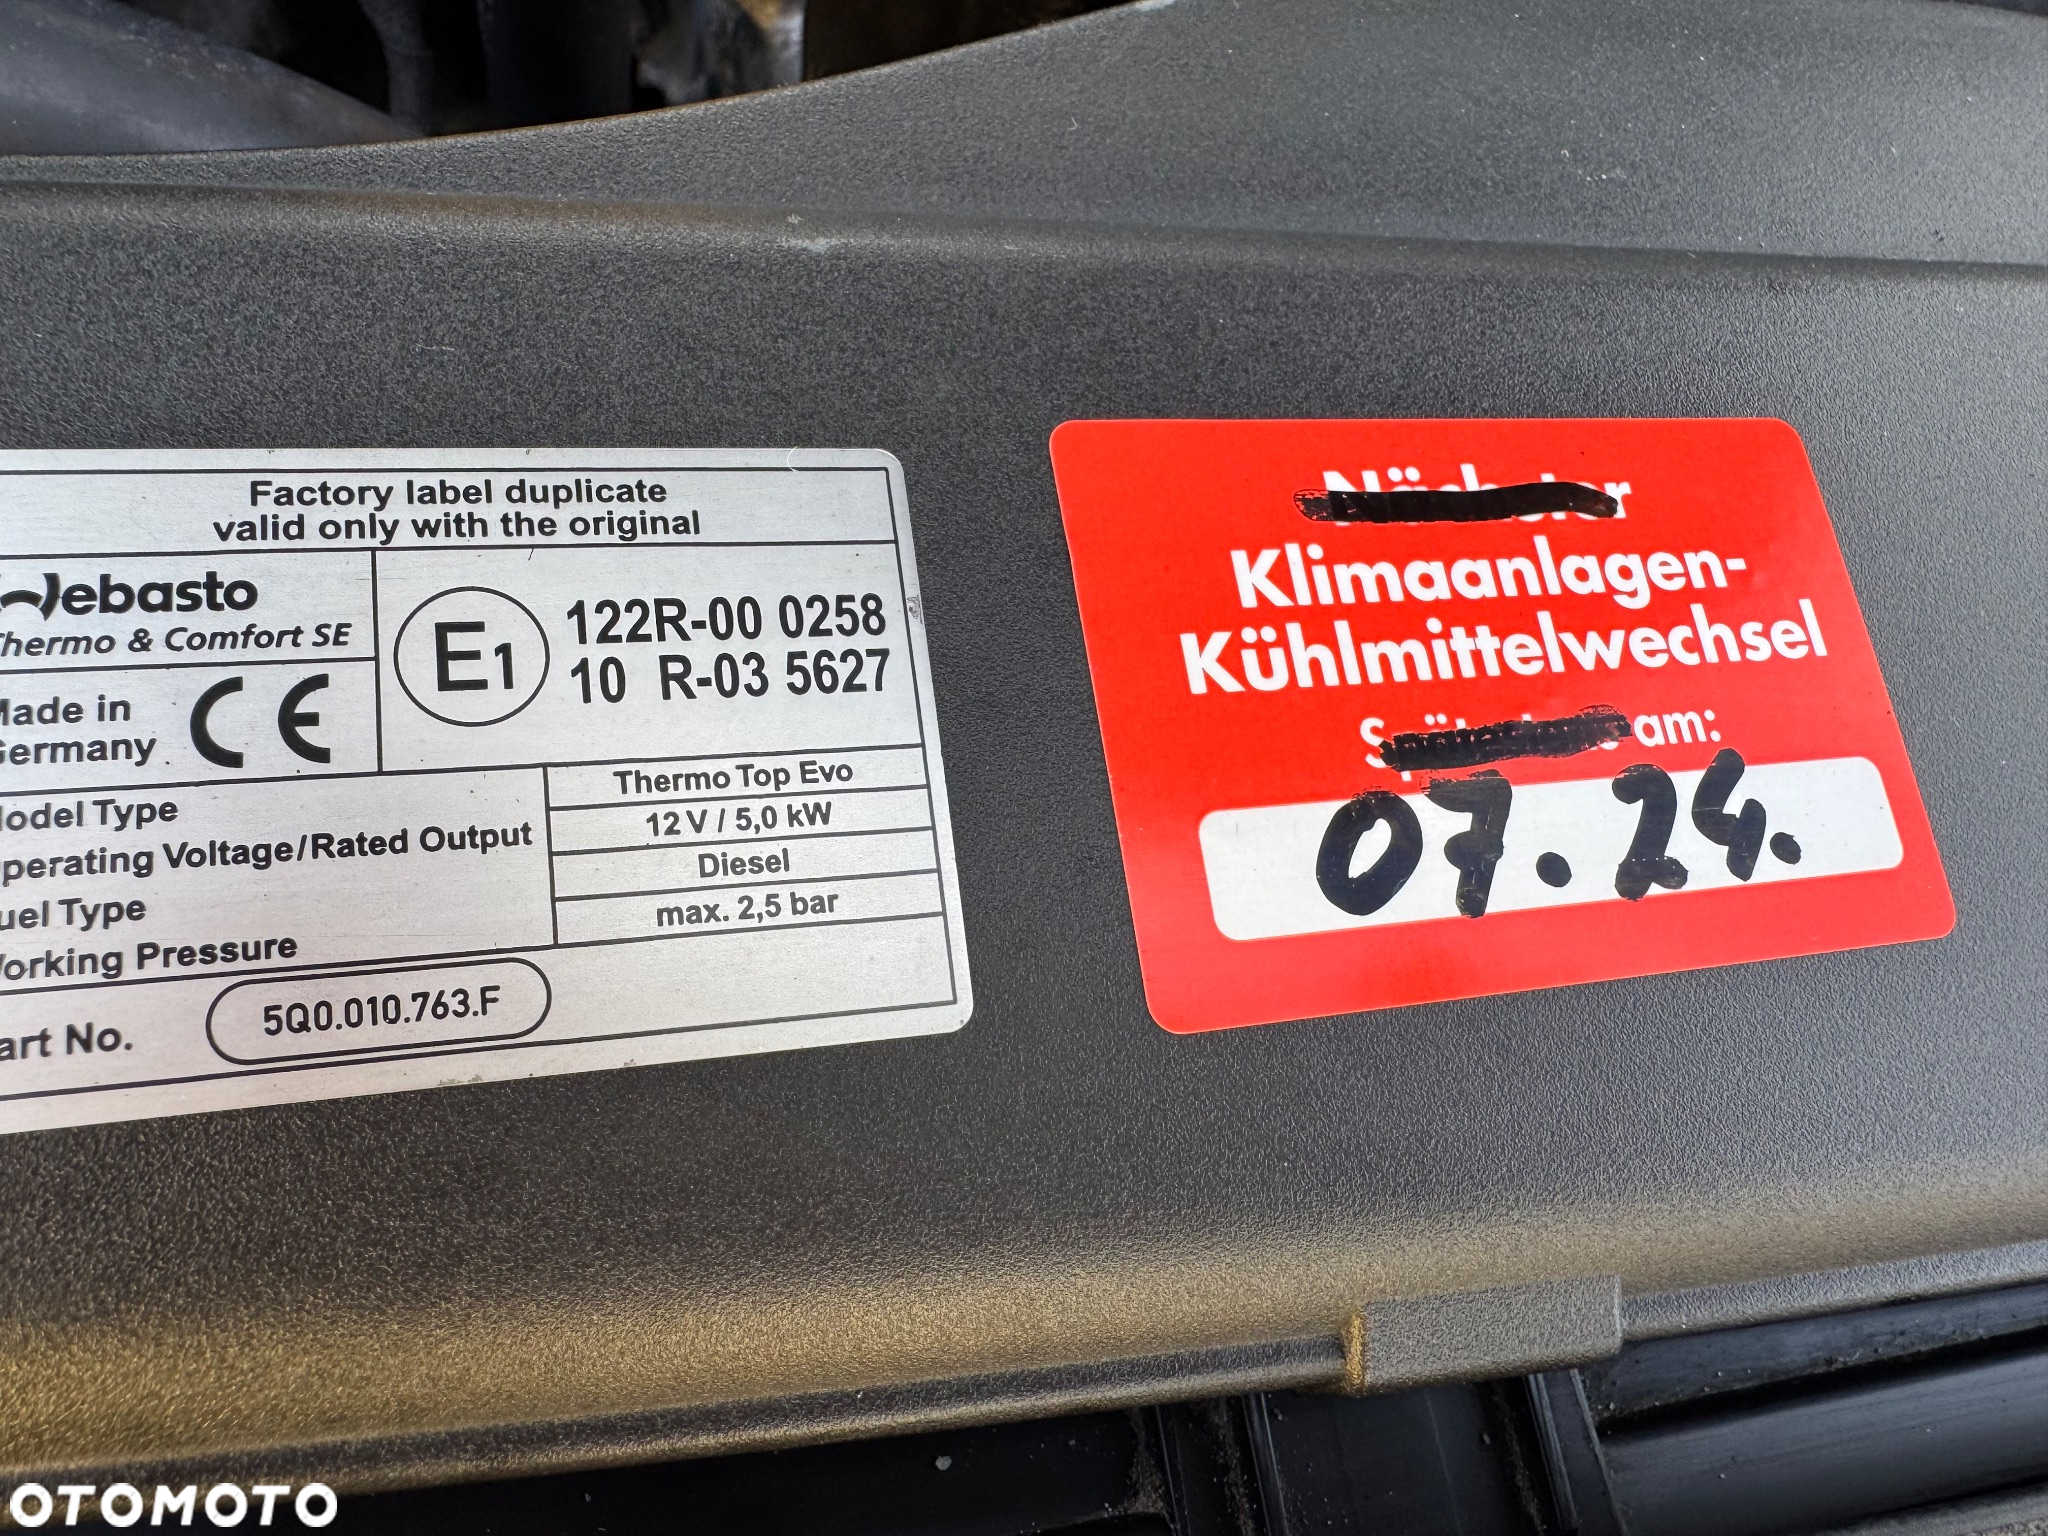 Factory label duplicate
valid only with the original
Webasto
Thermo & Comfort SE
Made in
Germany
CE
E1
122R-00 0258
10 R-03 5627
Model Type
Thermo Top Evo
Operating Voltage/Rated Output
12 V / 5,0 kW
Fuel Type
Diesel
Working Pressure
max. 2,5 bar
Part No.
5Q0.010.763.F
Nächster
Klimaanlagen-
Kühlmittelwechsel
Spätestens am:
07.24.
OTOMOTO